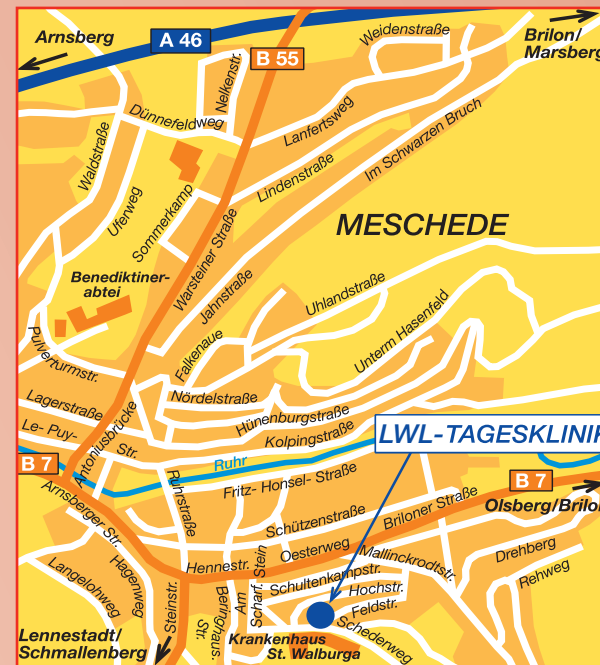 Arnsberg
A 46
B 55
Weidenstraße
Brilon/
Marsberg
Nelkenstr.
Dünnefeldweg
Lanfertsweg
Im Schwarzen Bruch
Lindenstraße
Waldstraße
Uferweg
Sommerkamp
Warsteiner Straße
MESCHEDE
Benediktiner-
abtei
Jahnstraße
Uhlandstraße
Unterm Hasenfeld
Falkenaue
Pulverturmstr.
Nördelstraße
Lagerstraße
Hünenburgstraße
Le- Puy-
Str.
Antoniusbrücke
Kolpingstraße
LWL-TAGESKLINIK
B 7
Ruhr
Fritz- Honsel- Straße
B 7
Arnsberger Str.
Ruhrstraße
Briloner Straße
Olsberg/Brilon
Schützenstraße
Oesterweg
Mallinckrodtstr.
Drehberg
Rehweg
Hennestr.
Langelohweg
Hagenweg
Steinstr.
Beringhaus.
Str.
Am
Scharf. Stein
Schultenkampstr.
Hochstr.
Feldstr.
Schederweg
Lennestadt/
Schmallenberg
Krankenhaus
St. Walburga